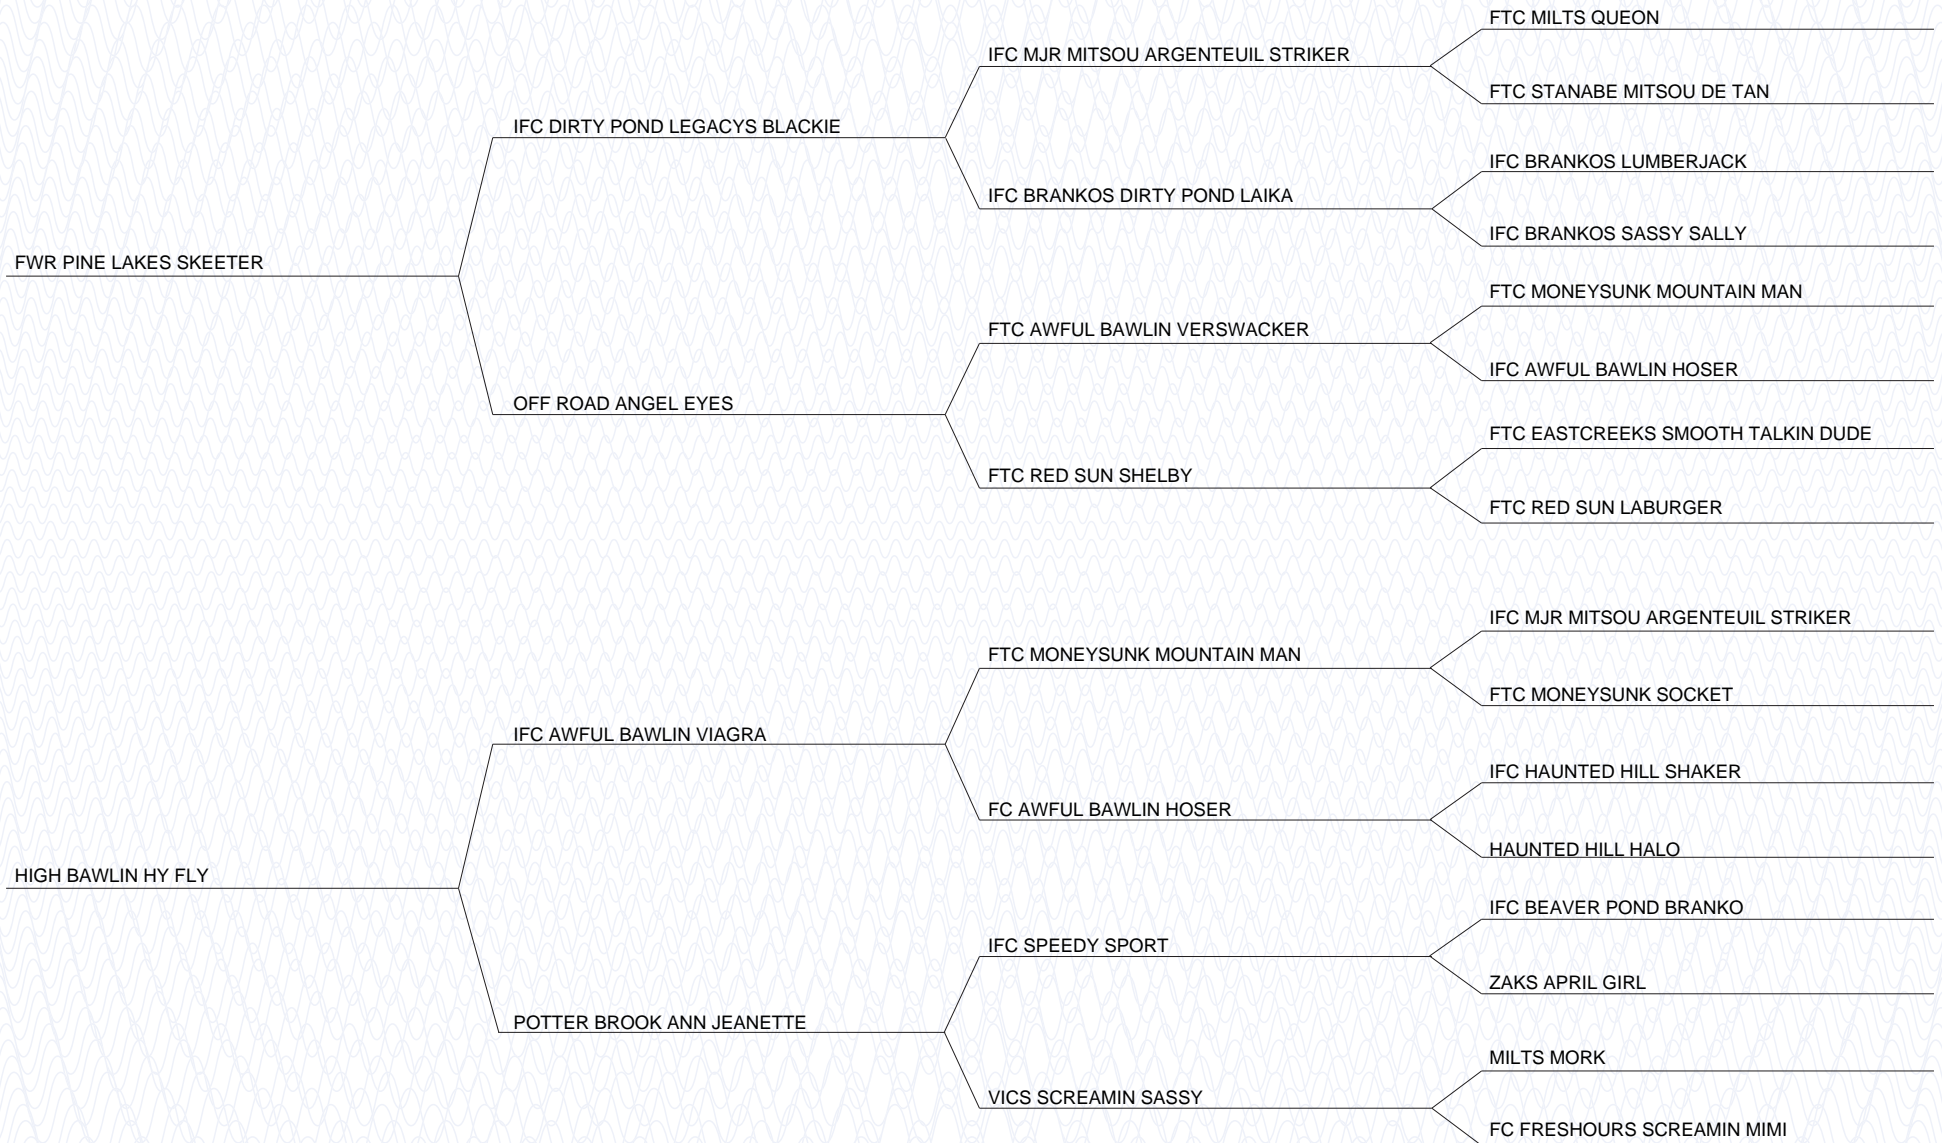 FTC MILTS QUEON
IFC MJR MITSOU ARGENTEUIL STRIKER
FTC STANABE MITSOU DE TAN
IFC DIRTY POND LEGACYS BLACKIE
IFC BRANKOS LUMBERJACK
IFC BRANKOS DIRTY POND LAIKA
IFC BRANKOS SASSY SALLY
FWR PINE LAKES SKEETER
FTC MONEYSUNK MOUNTAIN MAN
FTC AWFUL BAWLIN VERSWACKER
IFC AWFUL BAWLIN HOSER
OFF ROAD ANGEL EYES
FTC EASTCREEKS SMOOTH TALKIN DUDE
FTC RED SUN SHELBY
FTC RED SUN LABURGER
IFC MJR MITSOU ARGENTEUIL STRIKER
FTC MONEYSUNK MOUNTAIN MAN
FTC MONEYSUNK SOCKET
IFC AWFUL BAWLIN VIAGRA
IFC HAUNTED HILL SHAKER
FC AWFUL BAWLIN HOSER
HAUNTED HILL HALO
HIGH BAWLIN HY FLY
IFC BEAVER POND BRANKO
IFC SPEEDY SPORT
ZAKS APRIL GIRL
POTTER BROOK ANN JEANETTE
MILTS MORK
VICS SCREAMIN SASSY
FC FRESHOURS SCREAMIN MIMI